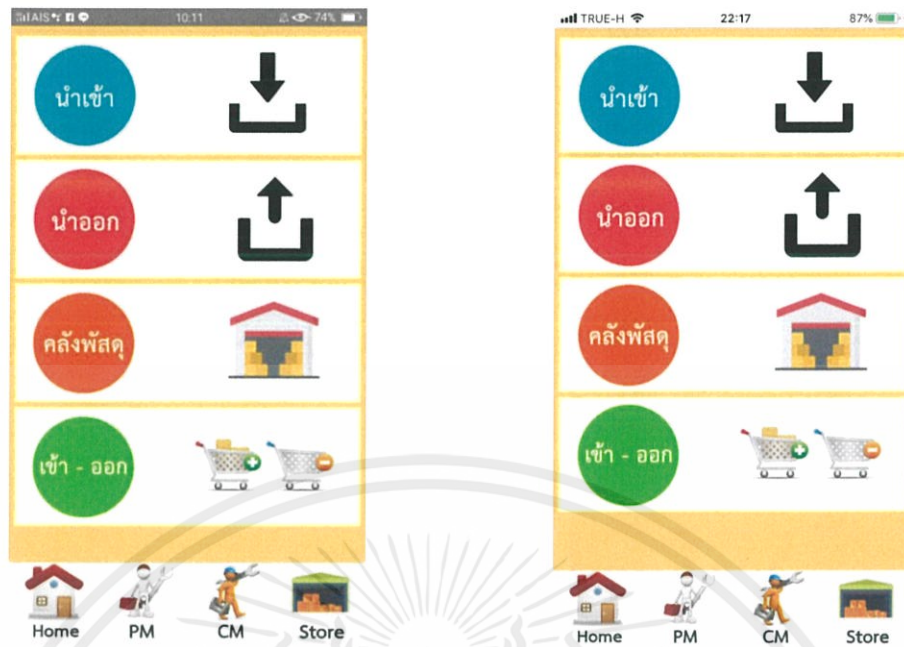 AIS 10:11 74%
นำเข้า
นำออก
คลังพัสดุ
เข้า - ออก
Home PM CM Store
TRUE-H 22:17 87%
นำเข้า
นำออก
คลังพัสดุ
เข้า - ออก
Home PM CM Store